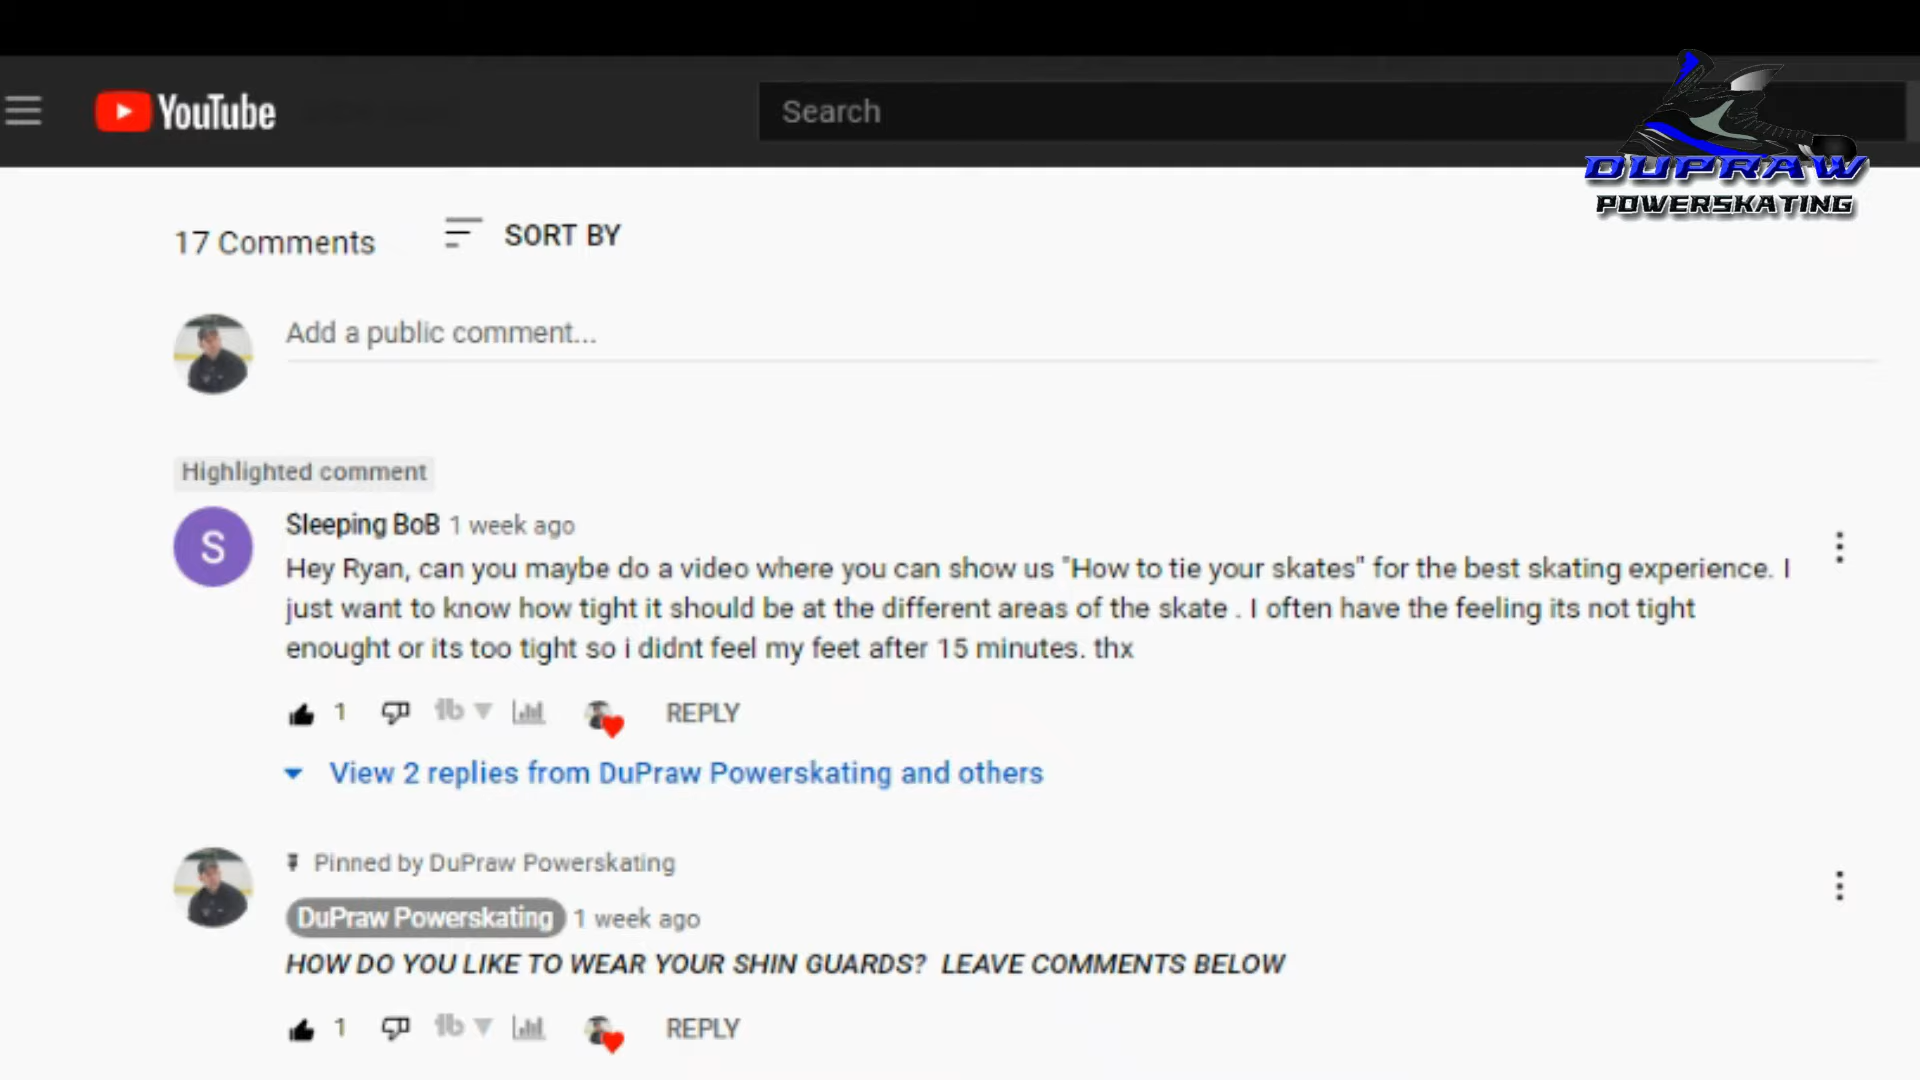 YouTube
Search
DUPRAW
POWERSKATING
17 Comments
SORT BY
Add a public comment...
Highlighted comment
S
Sleeping BoB 1 week ago
Hey Ryan, can you maybe do a video where you can show us "How to tie your skates" for the best skating experience. I
just want to know how tight it should be at the different areas of the skate . I often have the feeling its not tight
enought or its too tight so i didnt feel my feet after 15 minutes. thx
1 tb REPLY
View 2 replies from DuPraw Powerskating and others
Pinned by DuPraw Powerskating
DuPraw Powerskating 1 week ago
HOW DO YOU LIKE TO WEAR YOUR SHIN GUARDS? LEAVE COMMENTS BELOW
1 tb REPLY